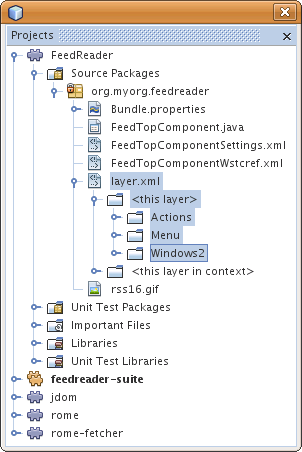 Projects
FeedReader
Source Packages
org.myorg.feedreader
Bundle.properties
FeedTopComponent.java
FeedTopComponentSettings.xml
FeedTopComponentWstcref.xml
layer.xml
<this layer>
Actions
Menu
Windows2
<this layer in context>
rss16.gif
Unit Test Packages
Important Files
Libraries
Unit Test Libraries
feedreader-suite
jdom
rome
rome-fetcher